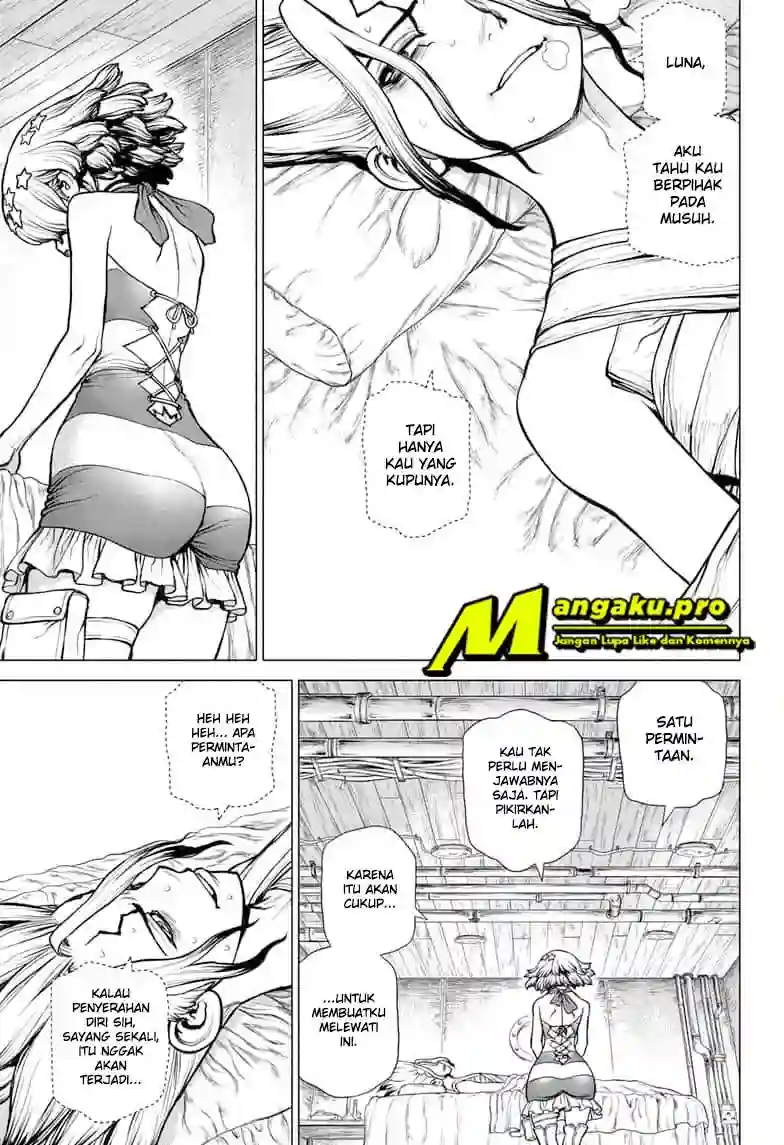 LUNA,
AKU
TAHU KAU
BERPIHAK
PADA
MUSUH.
TAPI
HANYA
KAU YANG
KUPUNYA.
Mangaku.pro
Jangan Lupa Like dan Komennya
SATU
PERMIN-
TAAN.
KAU TAK
PERLU MEN-
JAWABNYA
SAJA. TAPI
PIKIRKAN-
LAH.
KARENA
ITU AKAN
CUKUP...
...UNTUK
MEMBUATKU
MELEWATI
INI.
HEH HEH
HEH... APA
PERMINTA-
ANMU?
KALAU
PENYERAHAN
DIRI SIH,
SAYANG SEKALI,
ITU NGGAK
AKAN
TERJADI...